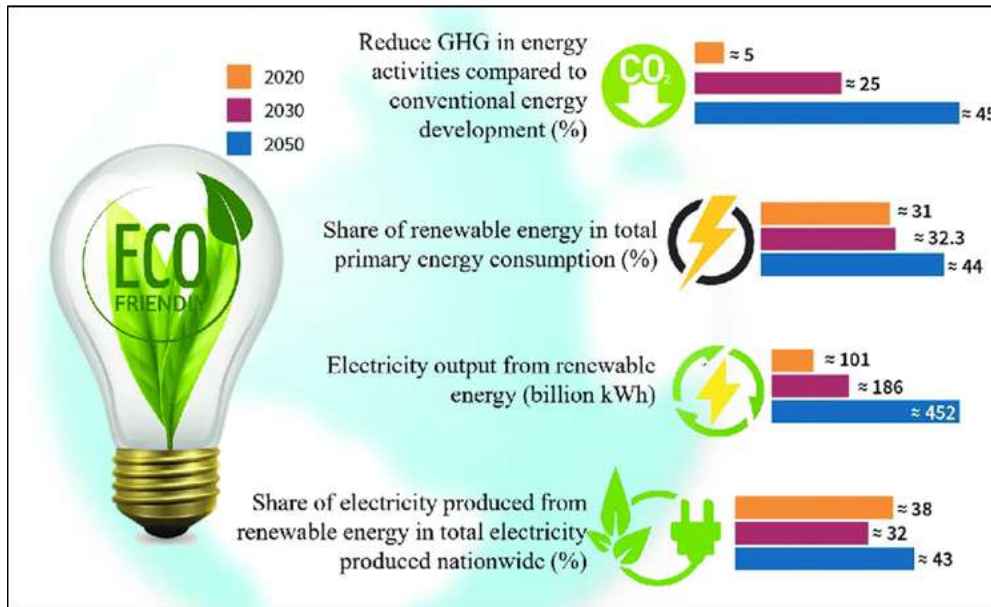 Reduce GHG in energy
activities compared to
conventional energy
development (%)
CO2
≈ 5
≈ 25
≈ 45
2020
2030
2050
ECO
FRIENDLY
Share of renewable energy in total
primary energy consumption (%)
≈ 31
≈ 32.3
≈ 44
Electricity output from renewable
energy (billion kWh)
≈ 101
≈ 186
≈ 452
Share of electricity produced from
renewable energy in total electricity
produced nationwide (%)
≈ 38
≈ 32
≈ 43